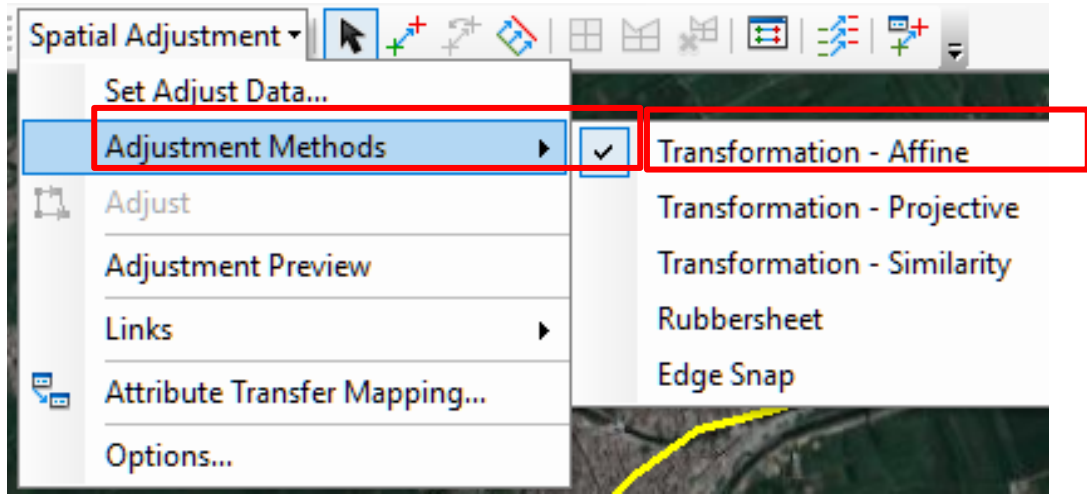 Spatial Adjustment
Set Adjust Data...
Adjustment Methods
Transformation - Affine
Adjust
Transformation - Projective
Adjustment Preview
Transformation - Similarity
Links
Rubbersheet
Attribute Transfer Mapping...
Edge Snap
Options...